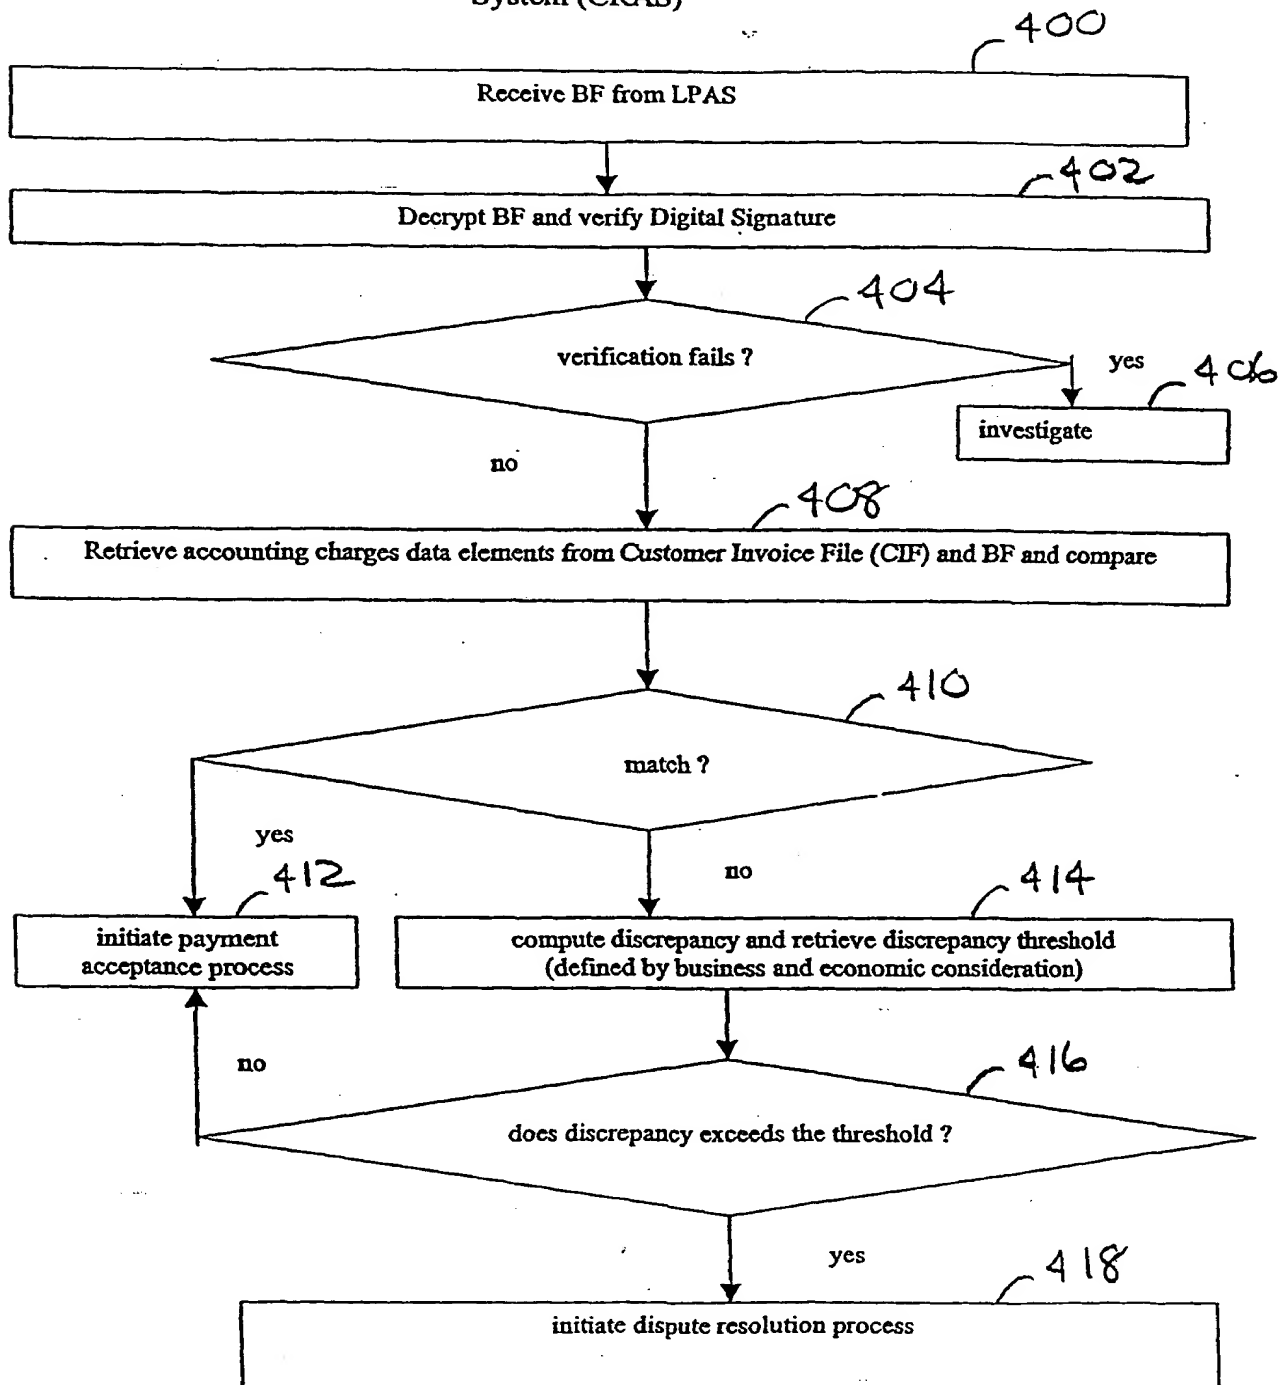 System (CRAS)
400
Receive BF from LPAS
402
Decrypt BF and verify Digital Signature
404
verification fails ?
yes
406
investigate
no
408
Retrieve accounting charges data elements from Customer Invoice File (CIF) and BF and compare
410
match ?
yes
no
412
414
initiate payment
acceptance process
compute discrepancy and retrieve discrepancy threshold
(defined by business and economic consideration)
no
416
does discrepancy exceeds the threshold ?
yes
418
initiate dispute resolution process